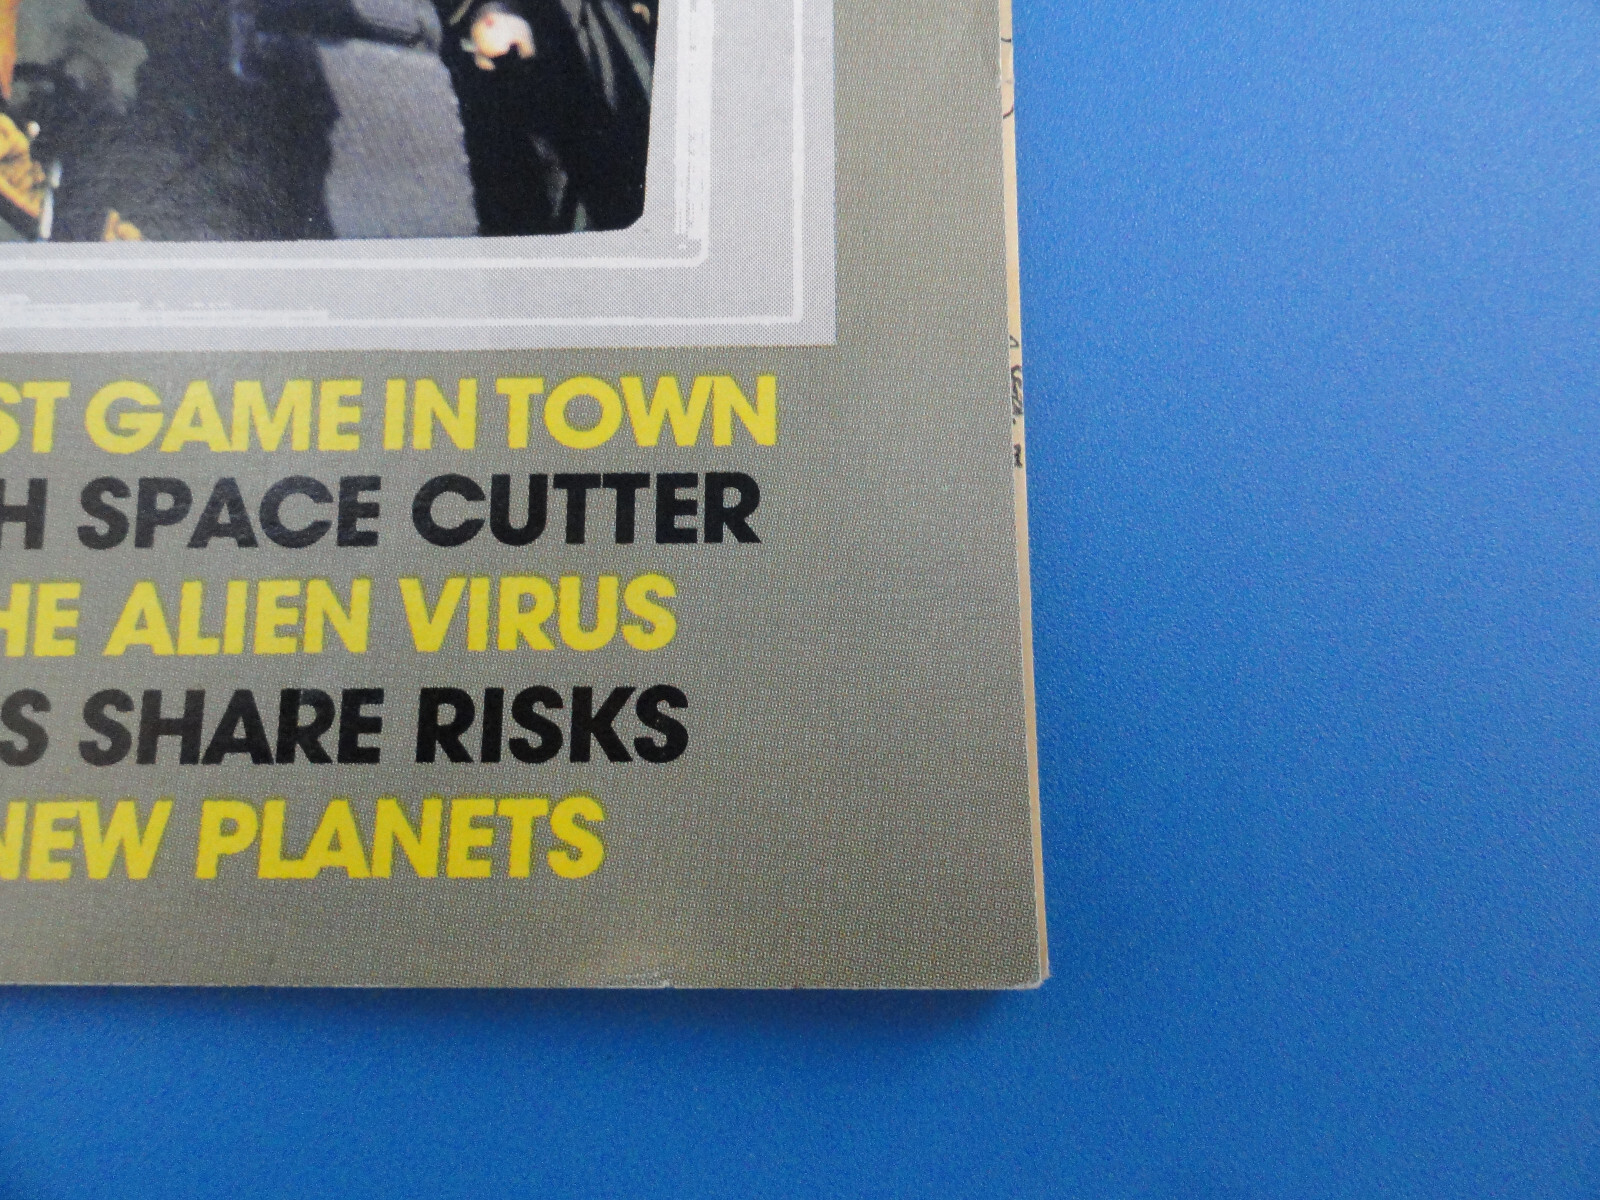 ST GAME IN TOWN
H SPACE CUTTER
HE ALIEN VIRUS
S SHARE RISKS
NEW PLANETS